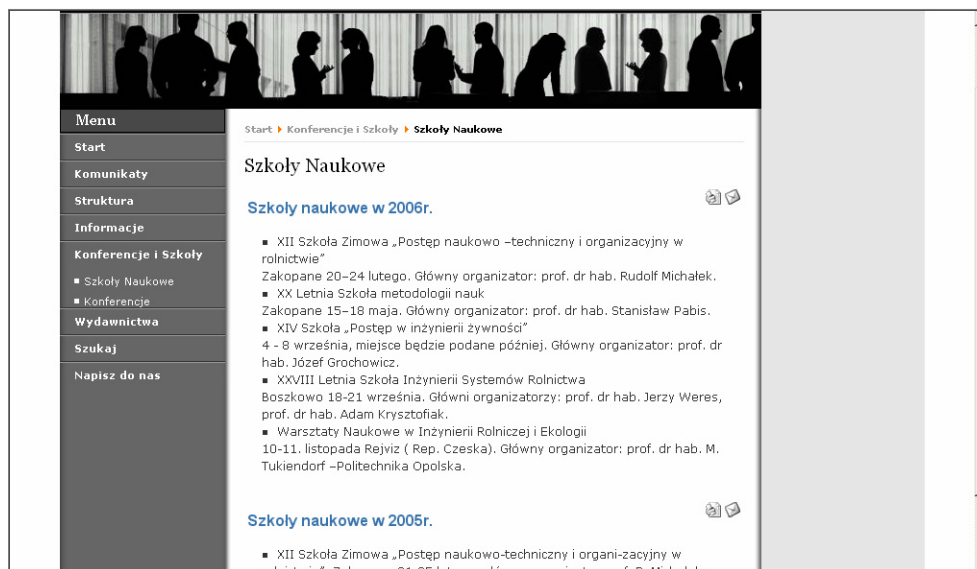 Menu
Start
Komunikaty
Struktura
Informacje
Konferencje i Szkoły
Szkoły Naukowe
Konferencje
Wydawnictwa
Szukaj
Napisz do nas
Start Konferencje i Szkoły Szkoły Naukowe
Szkoły Naukowe
Szkoły naukowe w 2006r.
▪ XII Szkoła Zimowa „Postęp naukowo –techniczny i organizacyjny w
rolnictwie”
Zakopane 20–24 lutego. Główny organizator: prof. dr hab. Rudolf Michałek.
▪ XX Letnia Szkoła metodologii nauk
Zakopane 15–18 maja. Główny organizator: prof. dr hab. Stanisław Pabis.
▪ XIV Szkoła „Postęp w inżynierii żywności”
4 - 8 września, miejsce będzie podane później. Główny organizator: prof. dr
hab. Józef Grochowicz.
▪ XXVIII Letnia Szkoła Inżynierii Systemów Rolnictwa
Boszkowo 18-21 września. Główni organizatorzy: prof. dr hab. Jerzy Weres,
prof. dr hab. Adam Krysztofiak.
▪ Warsztaty Naukowe w Inżynierii Rolniczej i Ekologii
10-11. listopada Rejviz ( Rep. Czeska). Główny organizator: prof. dr hab. M.
Tukiendorf –Politechnika Opolska.
Szkoły naukowe w 2005r.
▪ XII Szkoła Zimowa „Postęp naukowo-techniczny i organi-zacyjny w